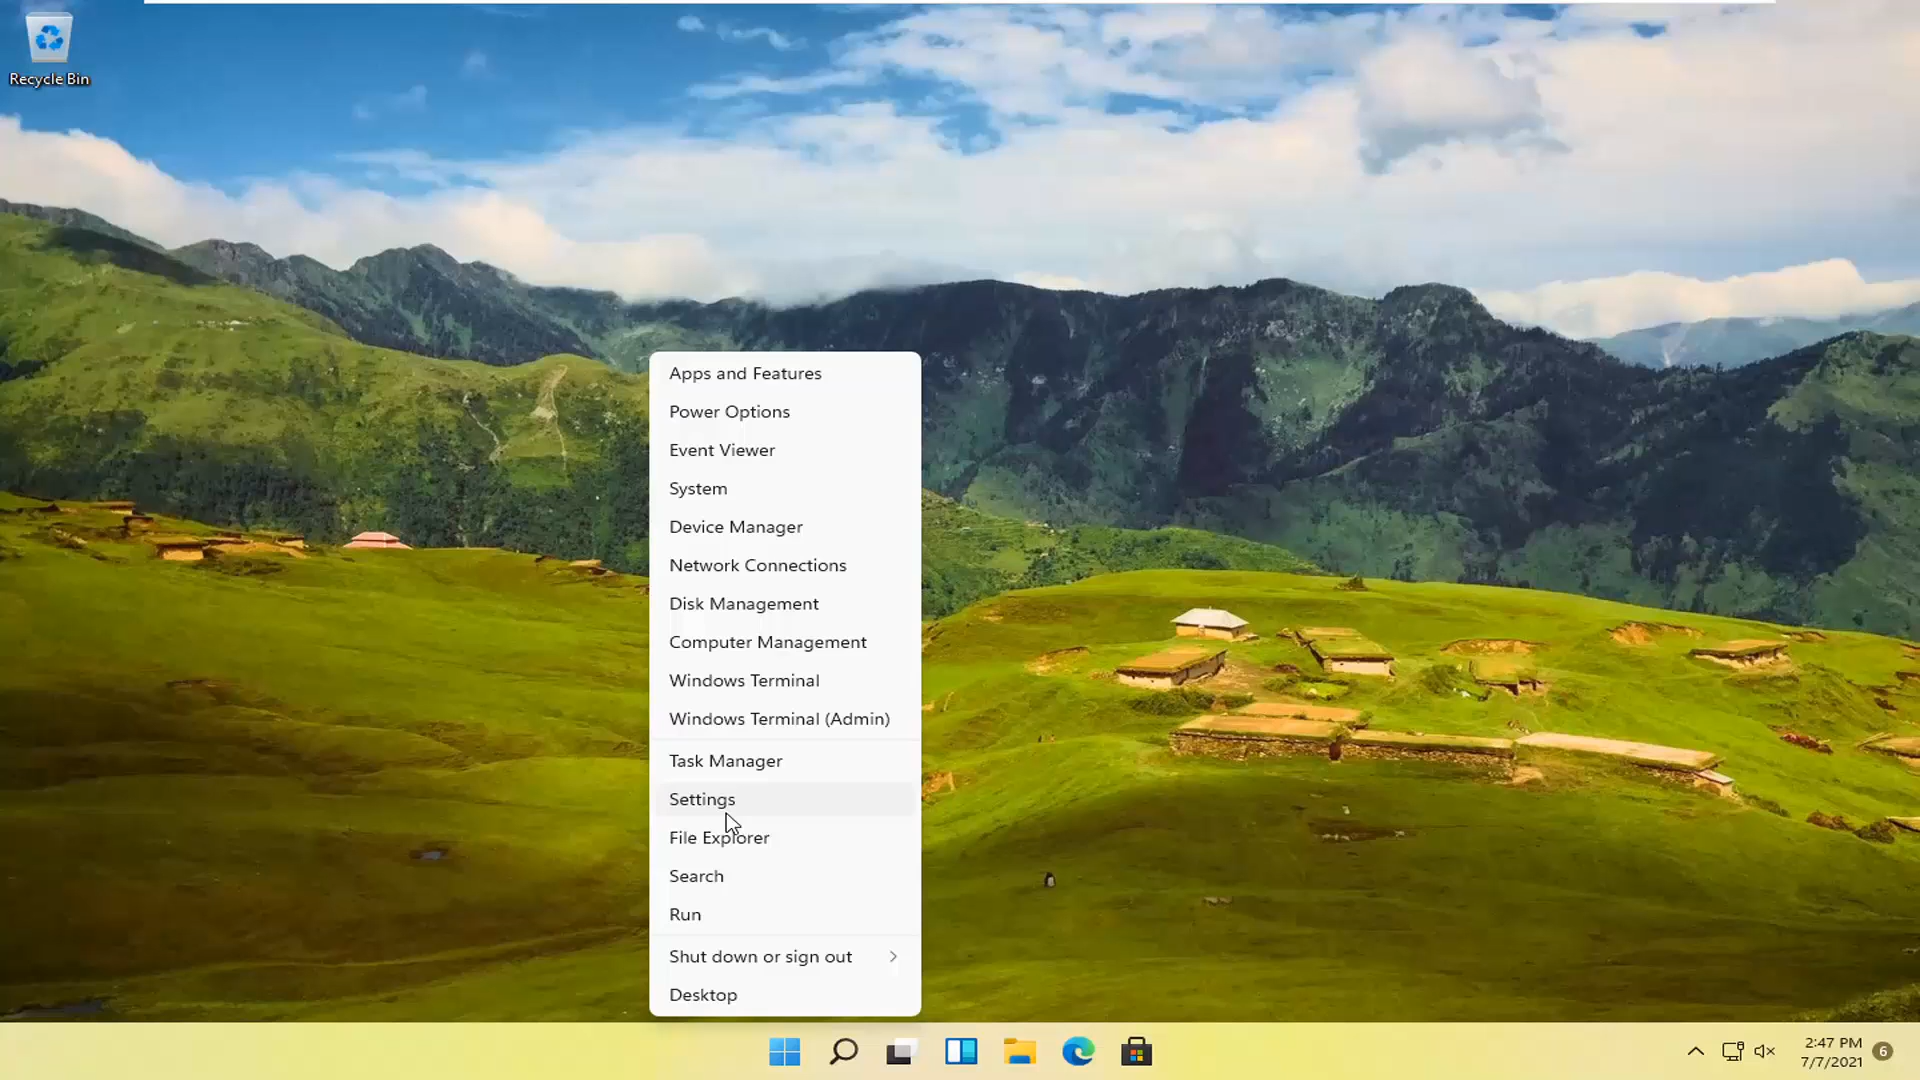 Recycle Bin
Apps and Features
Power Options
Event Viewer
System
Device Manager
Network Connections
Disk Management
Computer Management
Windows Terminal
Windows Terminal (Admin)
Task Manager
Settings
File Explorer
Search
Run
Shut down or sign out
Desktop
2:47 PM
7/7/2021
6